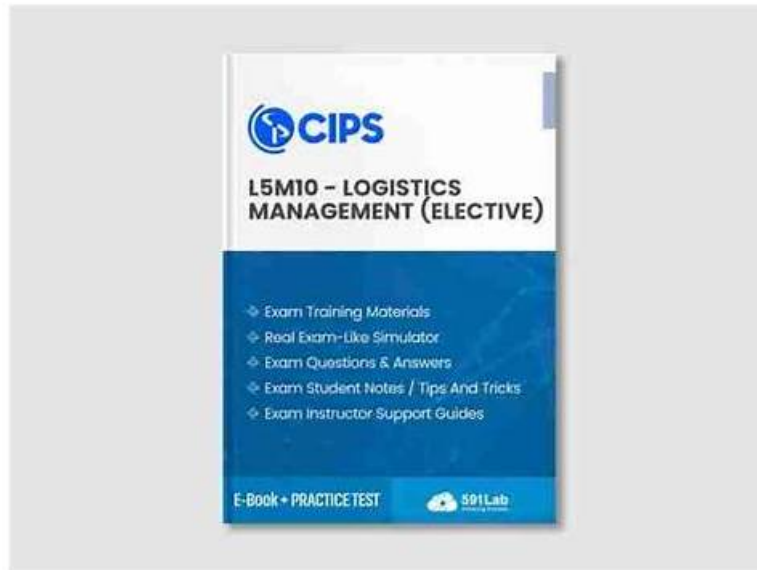 CIPS
L5M10 - LOGISTICS
MANAGEMENT (ELECTIVE)
Exam Training Materials
Real Exam-Like Simulator
Exam Questions & Answers
Exam Student Notes / Tips And Tricks
Exam Instructor Support Guides
E-Book + PRACTICE TEST
591Lab